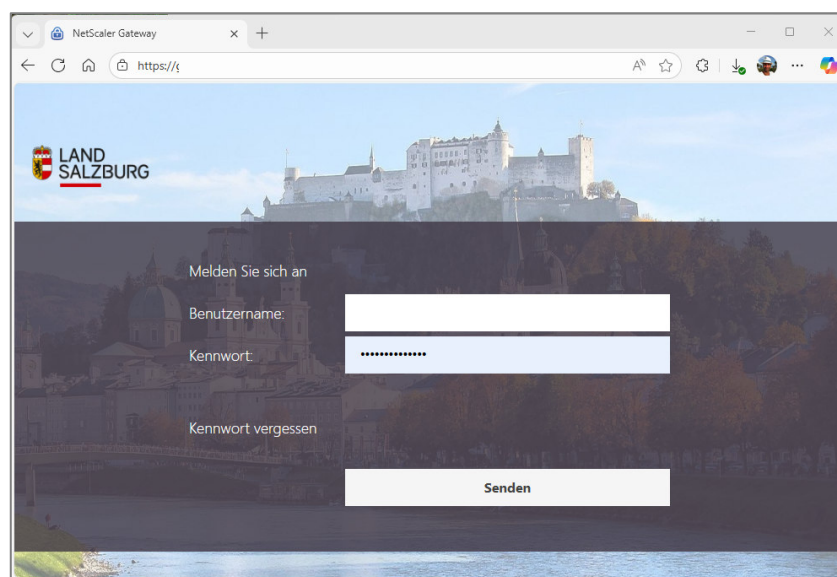 NetScaler Gateway
https://g
LAND
SALZBURG
Melden Sie sich an
Benutzername:
Kennwort:
Kennwort vergessen
Senden